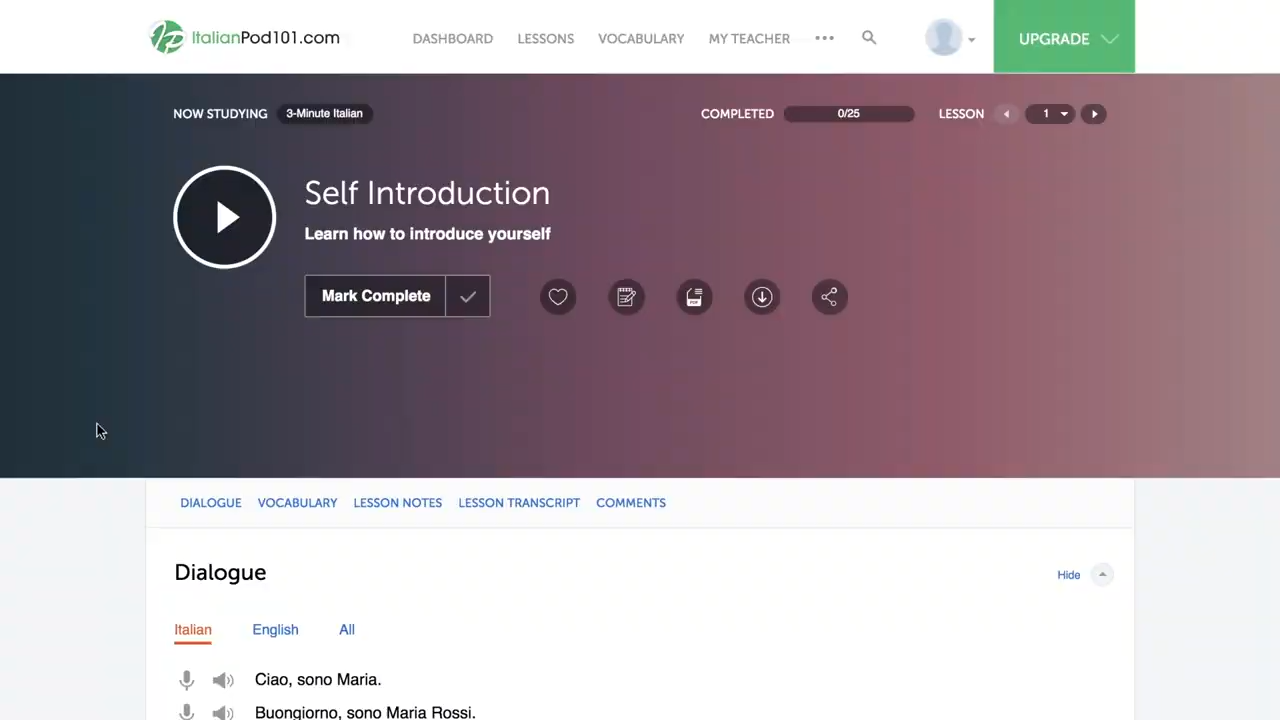 ItalianPod101.com DASHBOARD LESSONS VOCABULARY MY TEACHER ••• UPGRADE
NOW STUDYING 3-Minute Italian COMPLETED 0/25 LESSON 1
Self Introduction
Learn how to introduce yourself
Mark Complete
PDF
DIALOGUE VOCABULARY LESSON NOTES LESSON TRANSCRIPT COMMENTS
Dialogue Hide
Italian English All
Ciao, sono Maria.
Buongiorno, sono Maria Rossi.